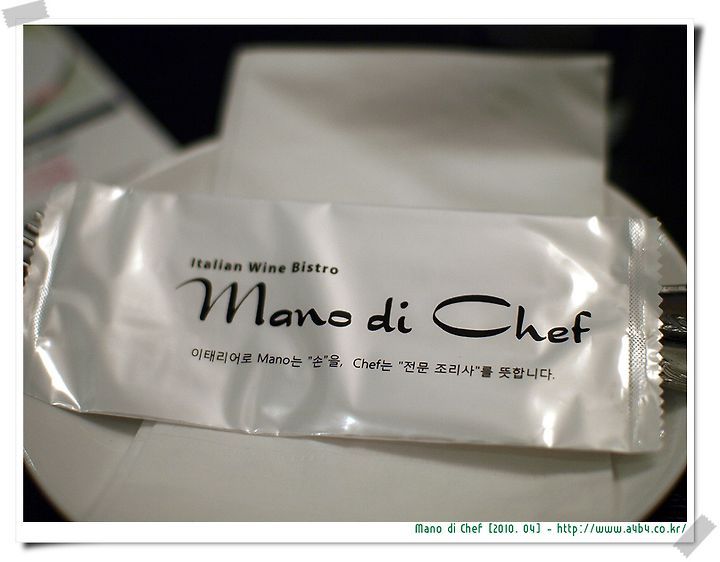 Italian Wine Bistro
Mano di Chef
이태리어로 Mano는 "손"을, Chef는 "전문 조리사"를 뜻합니다.
Mano di Chef [2010. 04] - http://www.a4b4.co.kr/